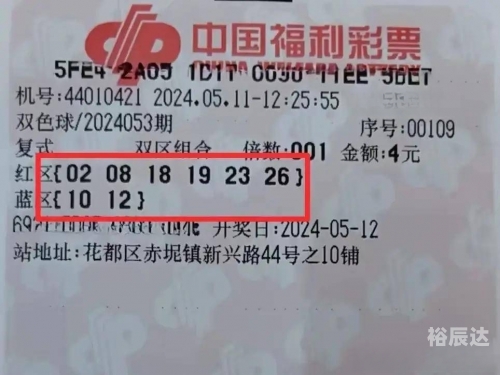 中国福利彩票
机号:44010421 2024.05.11-12:25:55
双色球/2024053期 序号:00109
复式 双区组合 倍数:001 金额:4元
红区{02 08 18 19 23 26}
蓝区{10 12}
开奖日:2024-05-12
站地址:花都区赤坭镇新兴路44号之10铺
裕辰达